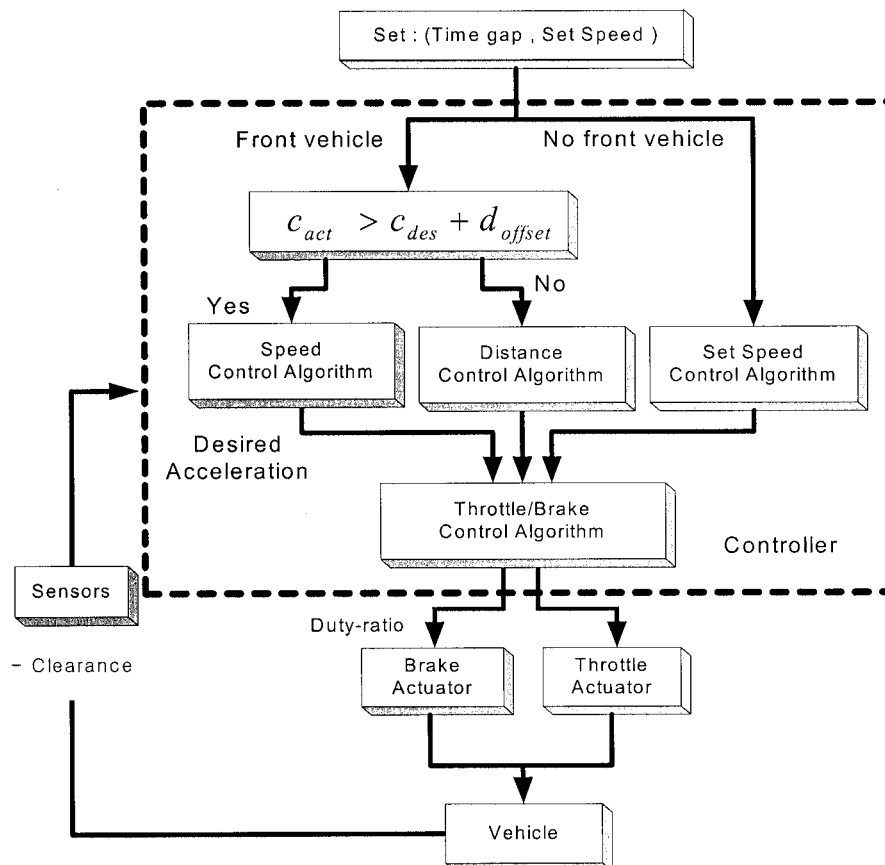 Set : (Time gap , Set Speed )
Front vehicle
No front vehicle
c_act > c_des + d_offset
Yes
No
Speed
Control Algorithm
Distance
Control Algorithm
Set Speed
Control Algorithm
Desired
Acceleration
Throttle/Brake
Control Algorithm
Controller
Sensors
Duty-ratio
− Clearance
Brake
Actuator
Throttle
Actuator
Vehicle